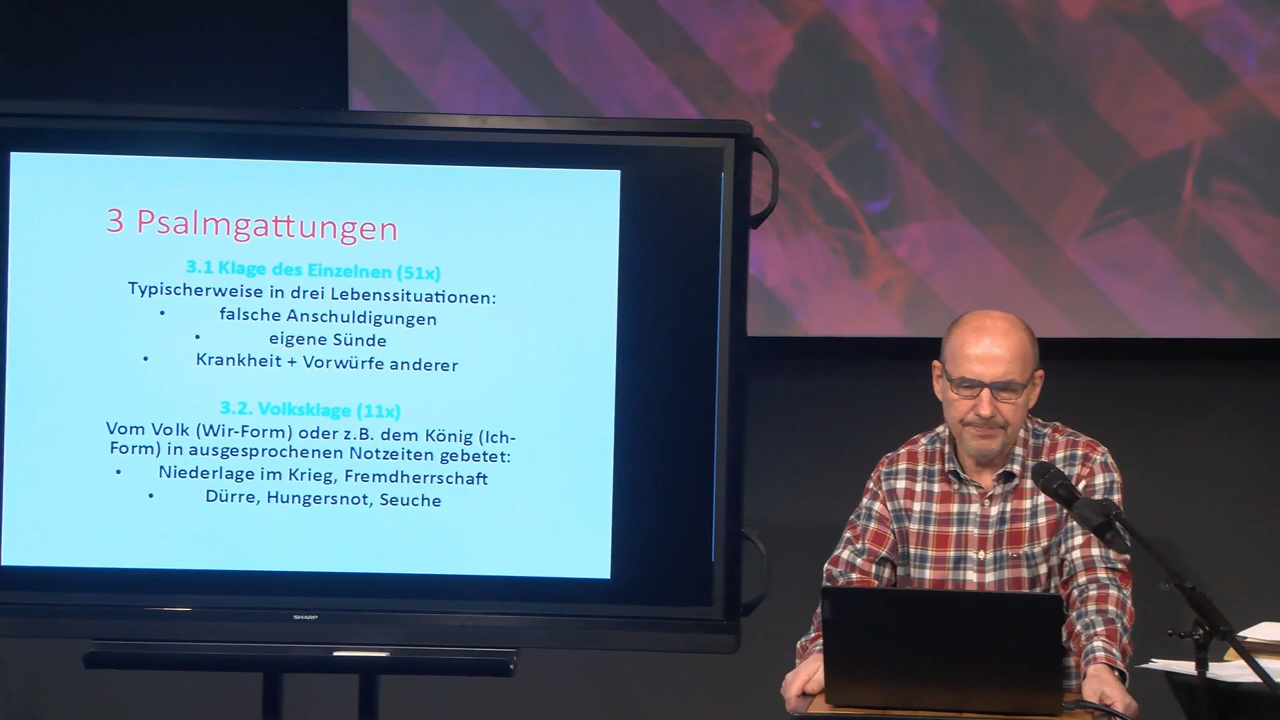 3 Psalmgattungen
3.1 Klage des Einzelnen (51x)
Typischerweise in drei Lebenssituationen:
• falsche Anschuldigungen
• eigene Sünde
• Krankheit + Vorwürfe anderer
3.2. Volksklage (11x)
Vom Volk (Wir-Form) oder z.B. dem König (Ich-
Form) in ausgesprochenen Notzeiten gebetet:
• Niederlage im Krieg, Fremdherrschaft
• Dürre, Hungersnot, Seuche
SHARP